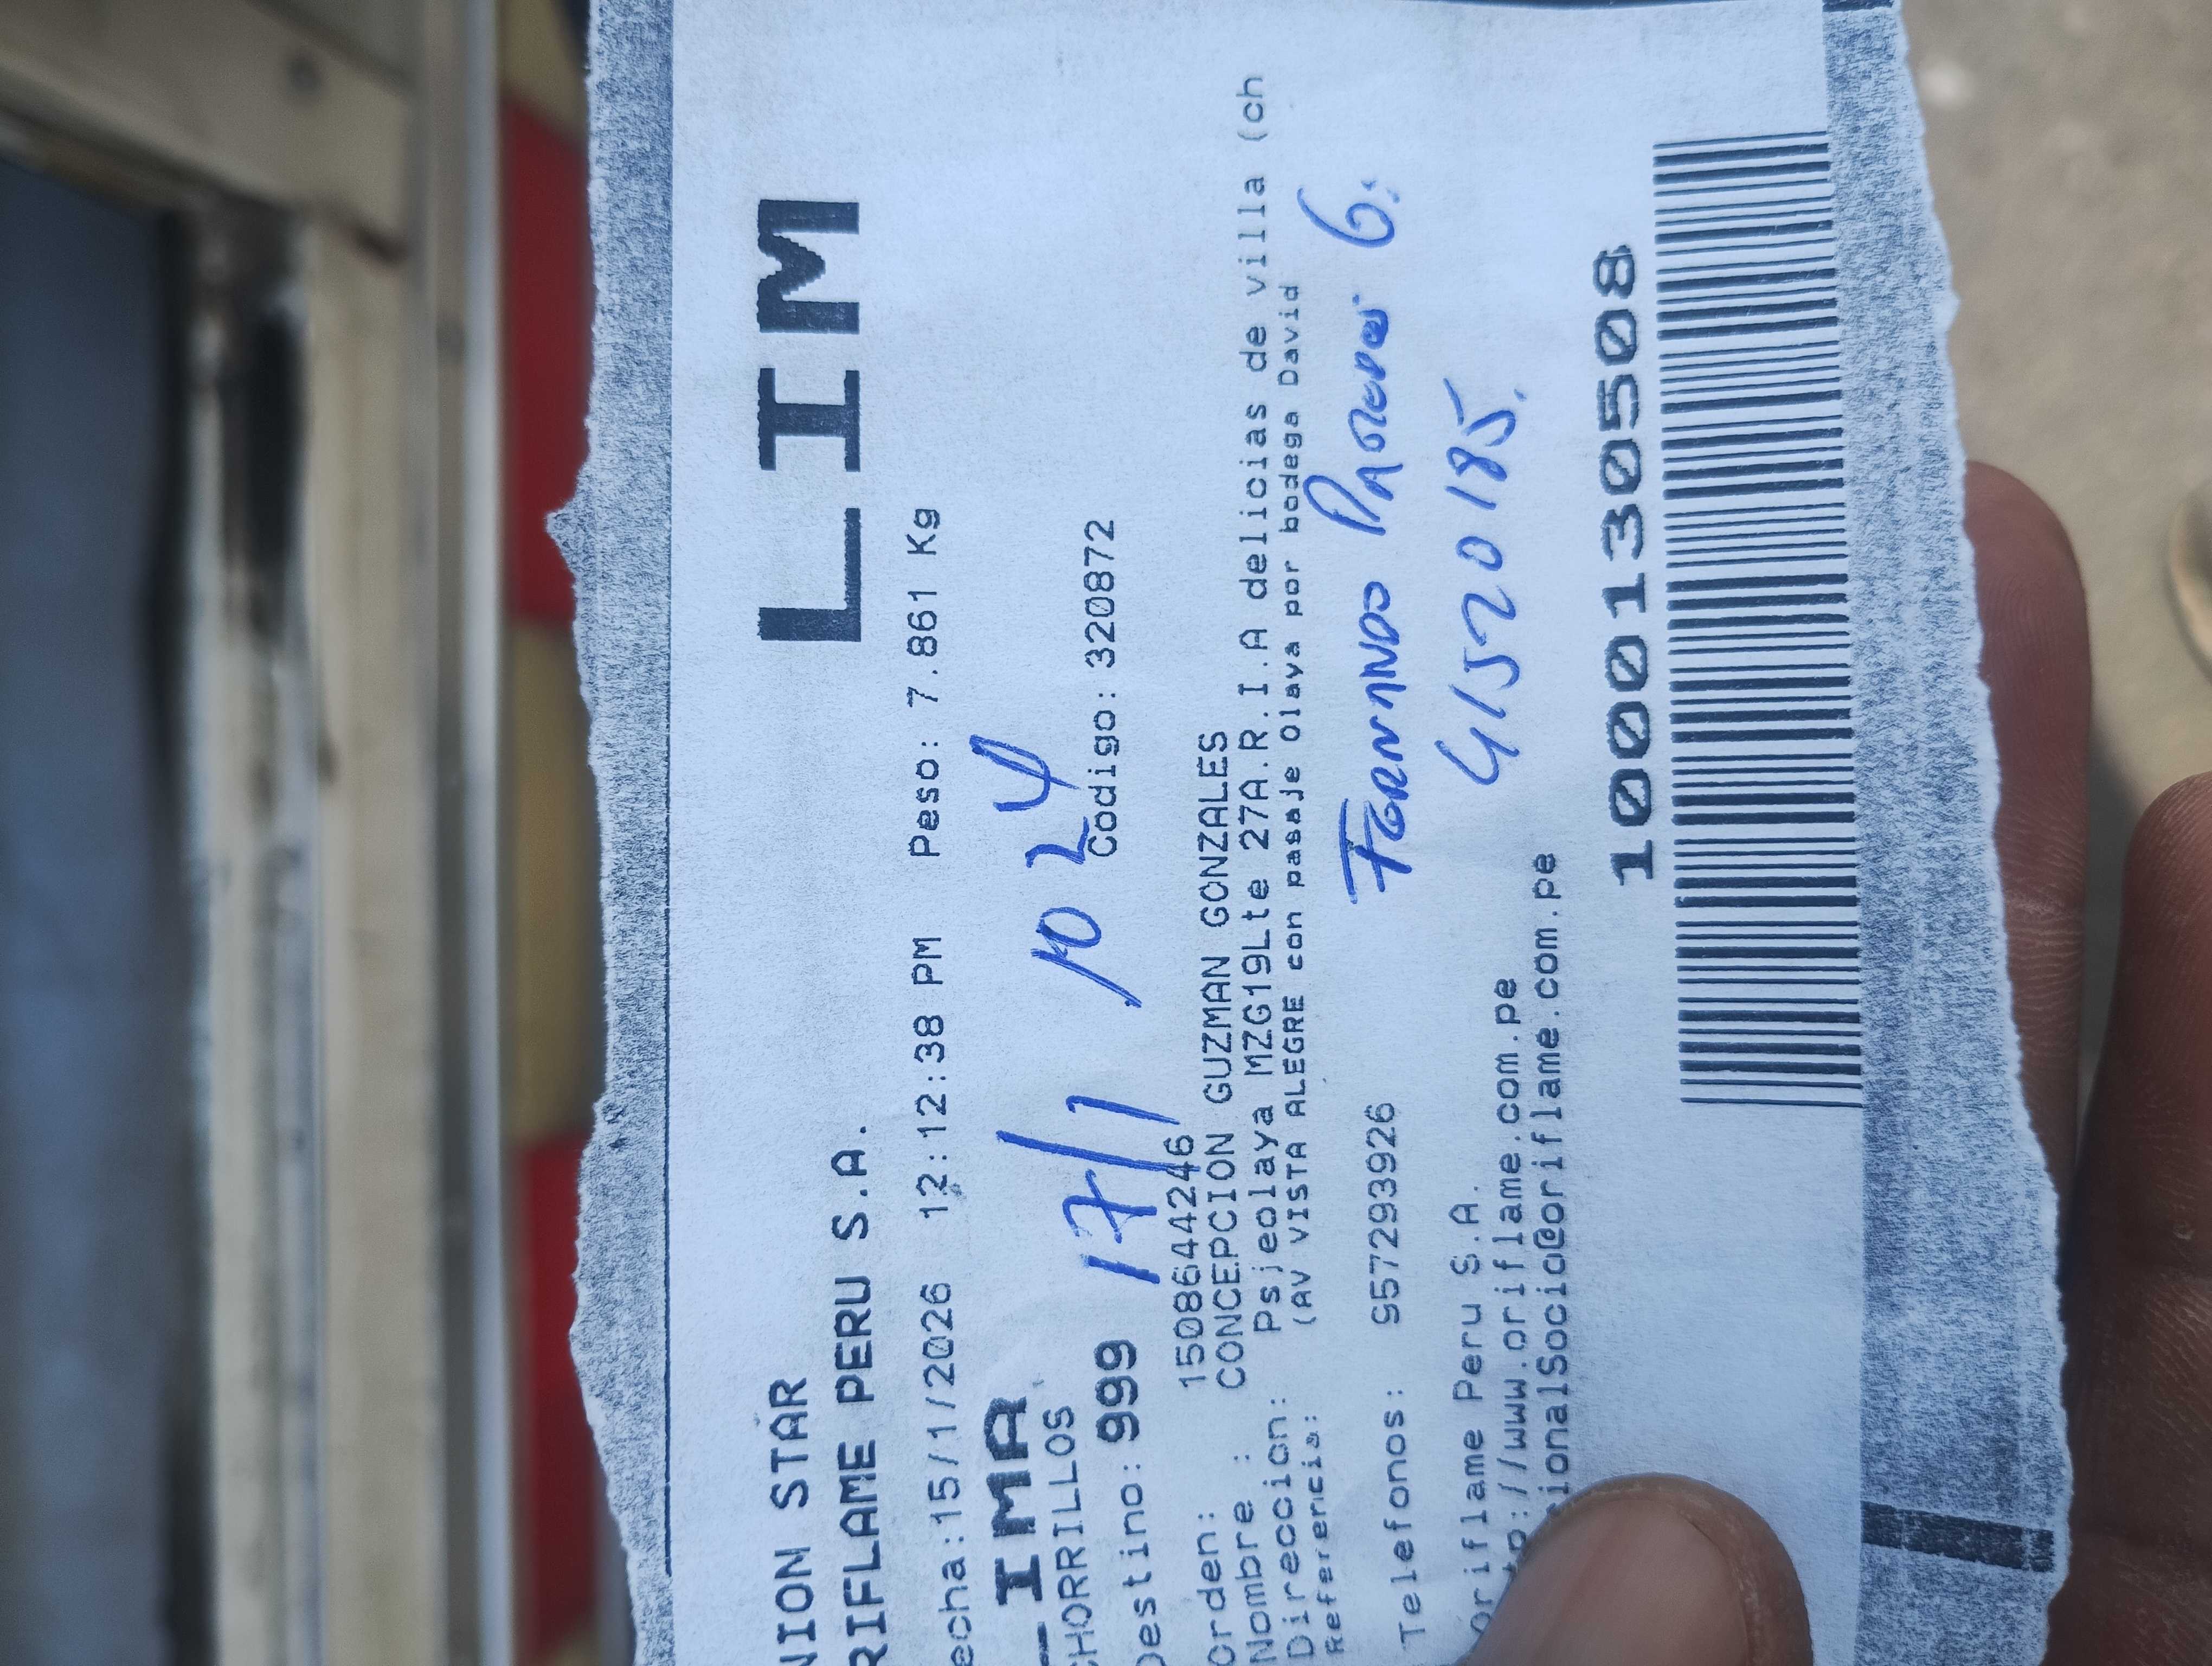 NION STAR LIM
RIFLAME PERU S.A.
echa:15/1/2026 12:12:38 PM Peso: 7.861 Kg
IMA
HORRILLOS
17/1 10 24
estino: 999 Codigo: 320872
Orden: 1508644246
Nombre : CONCEPCION GUZMAN GONZALES
Direccion: Psjeolaya MZG19Lte 27A.R.I.A delicias de villa (ch
Referencia: (AV VISTA ALEGRE con pasaje Olaya por bodega David
Telefonos: 957293926
FERNANDO PAREDES G.
41520185.
Oriflame Peru S.A.
://www.oriflame.com.pe
ionalSocio@oriflame.com.pe
1000130508